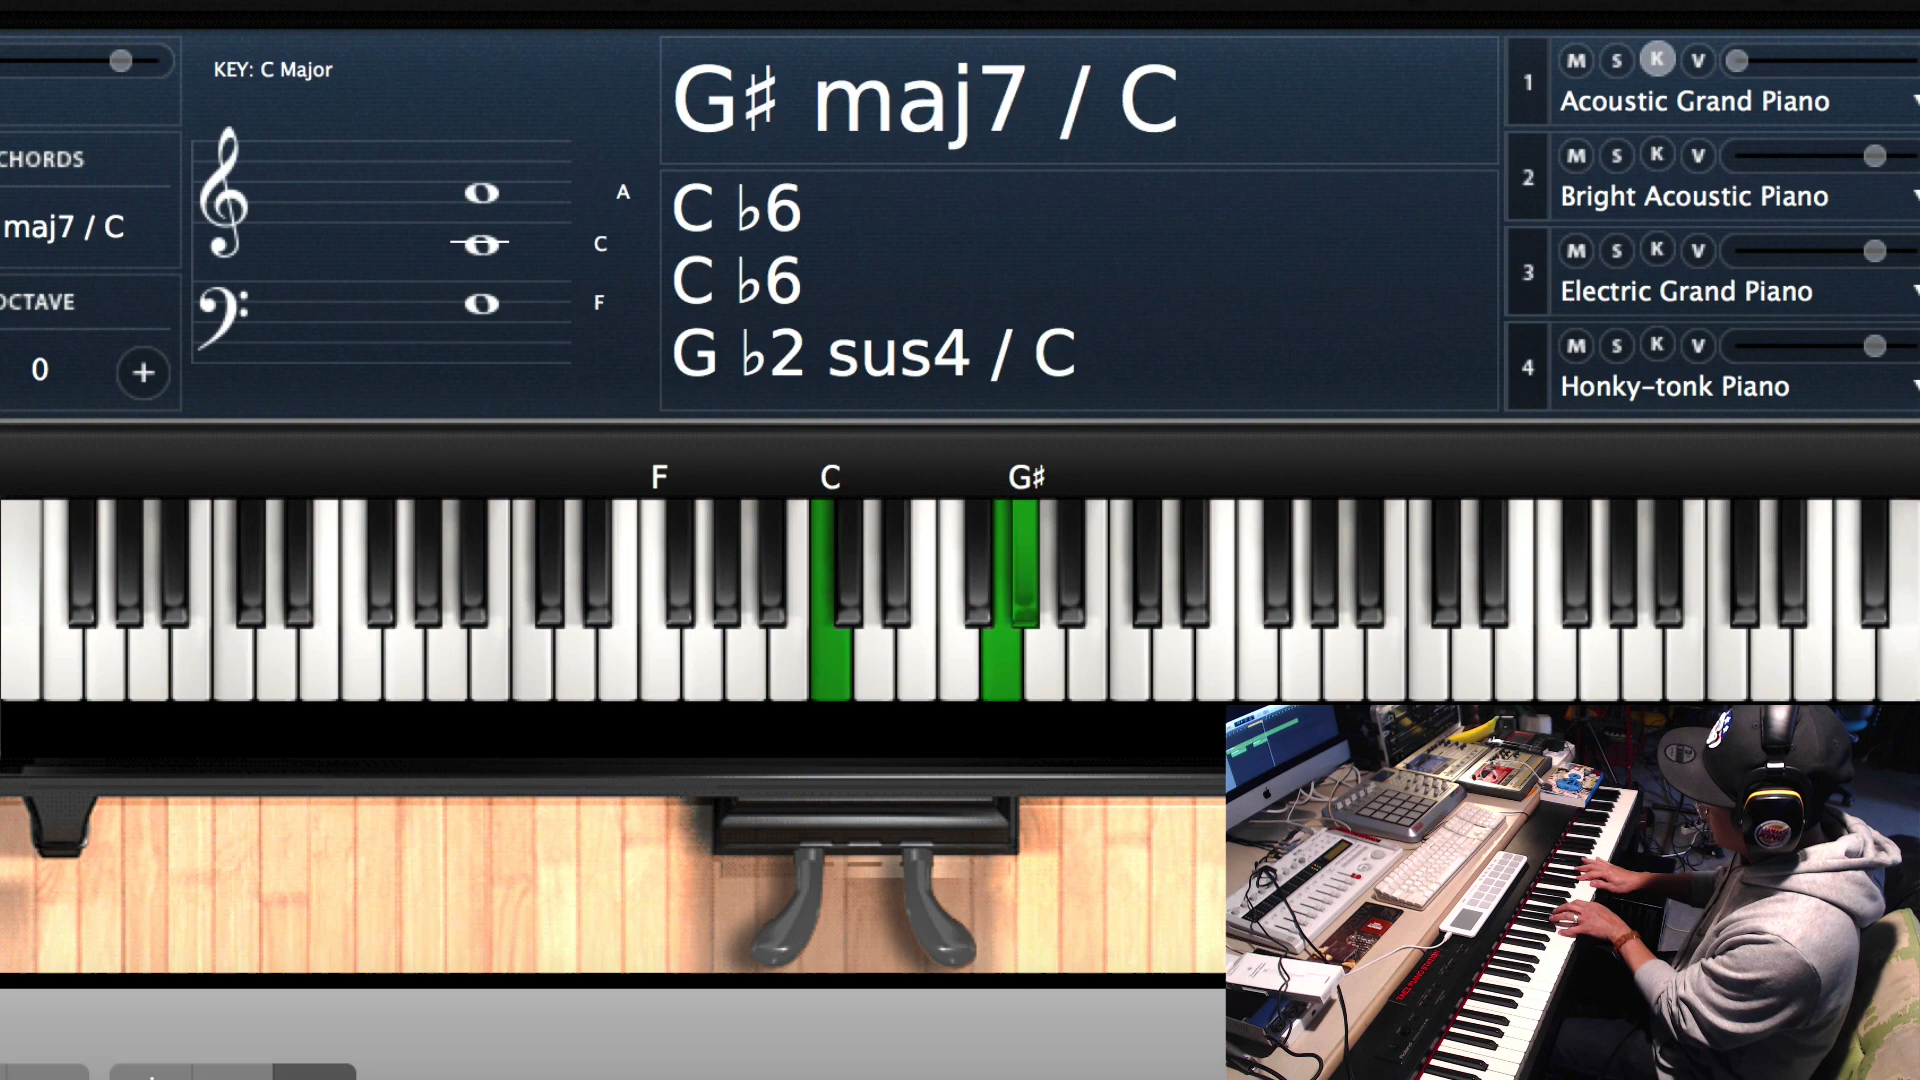 KEY: C Major
G♯ maj7 / C
C ♭6
C ♭6
G ♭2 sus4 / C
CHORDS
maj7 / C
OCTAVE
0
+
A
C
F
1
M S K V
Acoustic Grand Piano
2
M S K V
Bright Acoustic Piano
3
M S K V
Electric Grand Piano
4
M S K V
Honky-tonk Piano
F C G♯